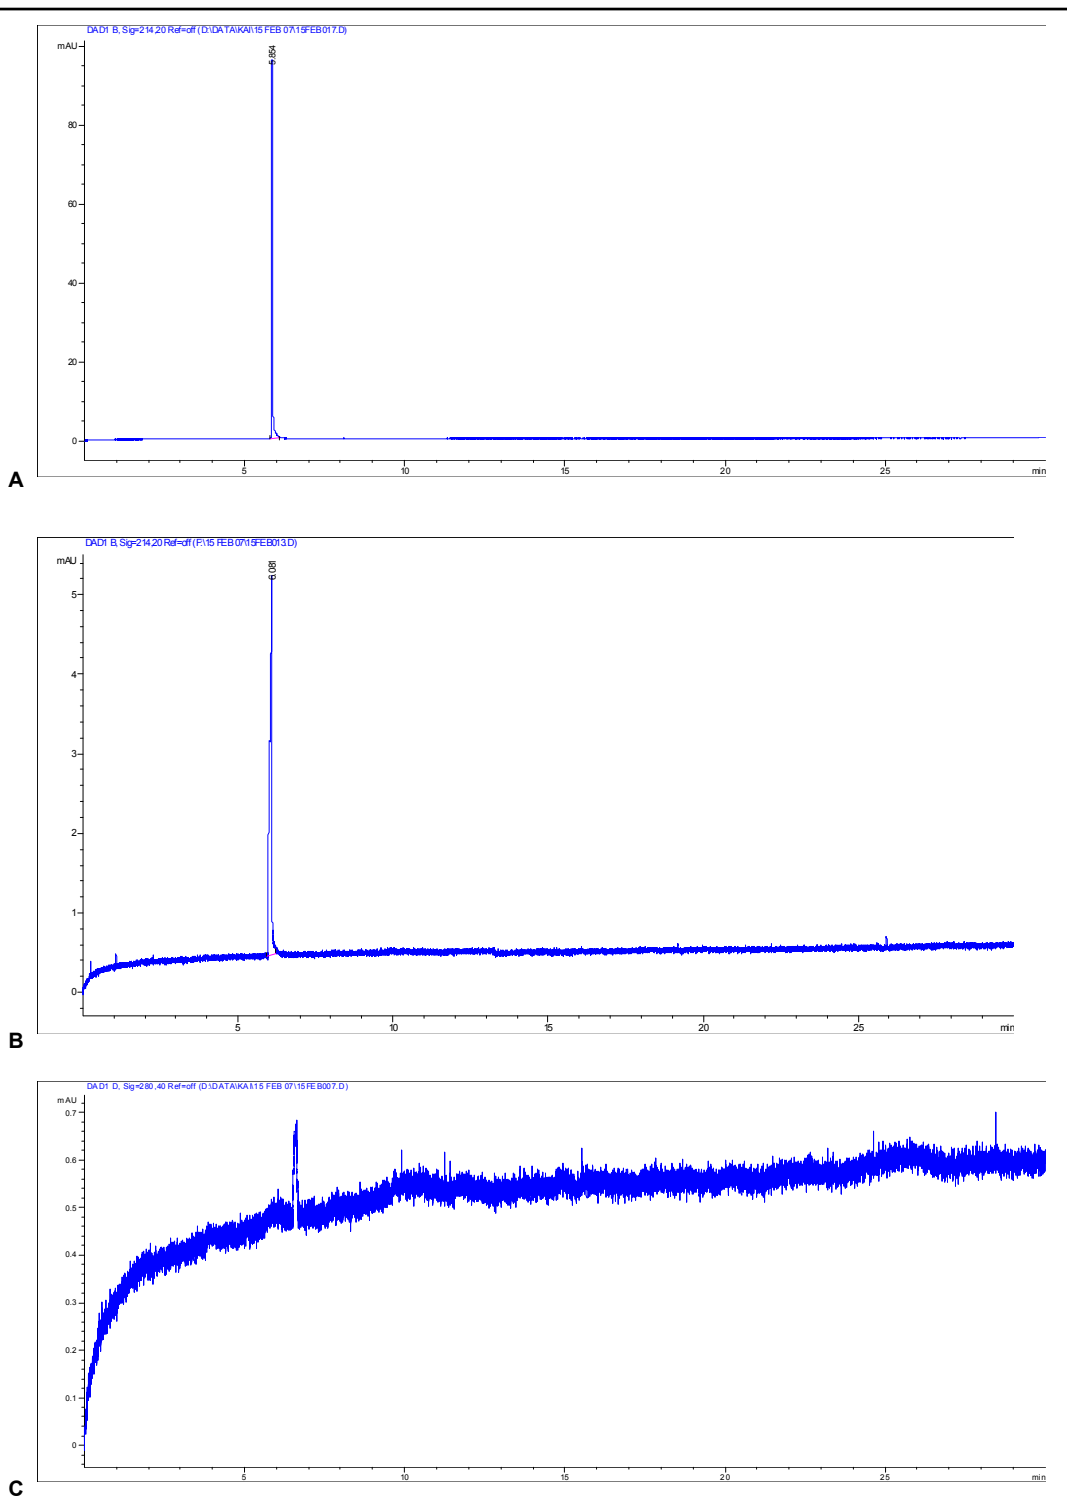 DAD1 B, Sig=214,20 Ref=off (D:\DATA\KAI\15 FEB 07\15FEB017.D)
mAU
5.854
80
60
40
20
0
5 10 15 20 25 min
A
DAD1 B, Sig=214,20 Ref=off (F:\15 FEB 07\15FEB013.D)
mAU
6.081
5
4
3
2
1
0
5 10 15 20 25 min
B
DAD1 D, Sig=280,40 Ref=off (D:\DATA\KAI\15 FEB 07\15FEB007.D)
mAU
0.7
0.6
0.5
0.4
0.3
0.2
0.1
0
5 10 15 20 25 min
C